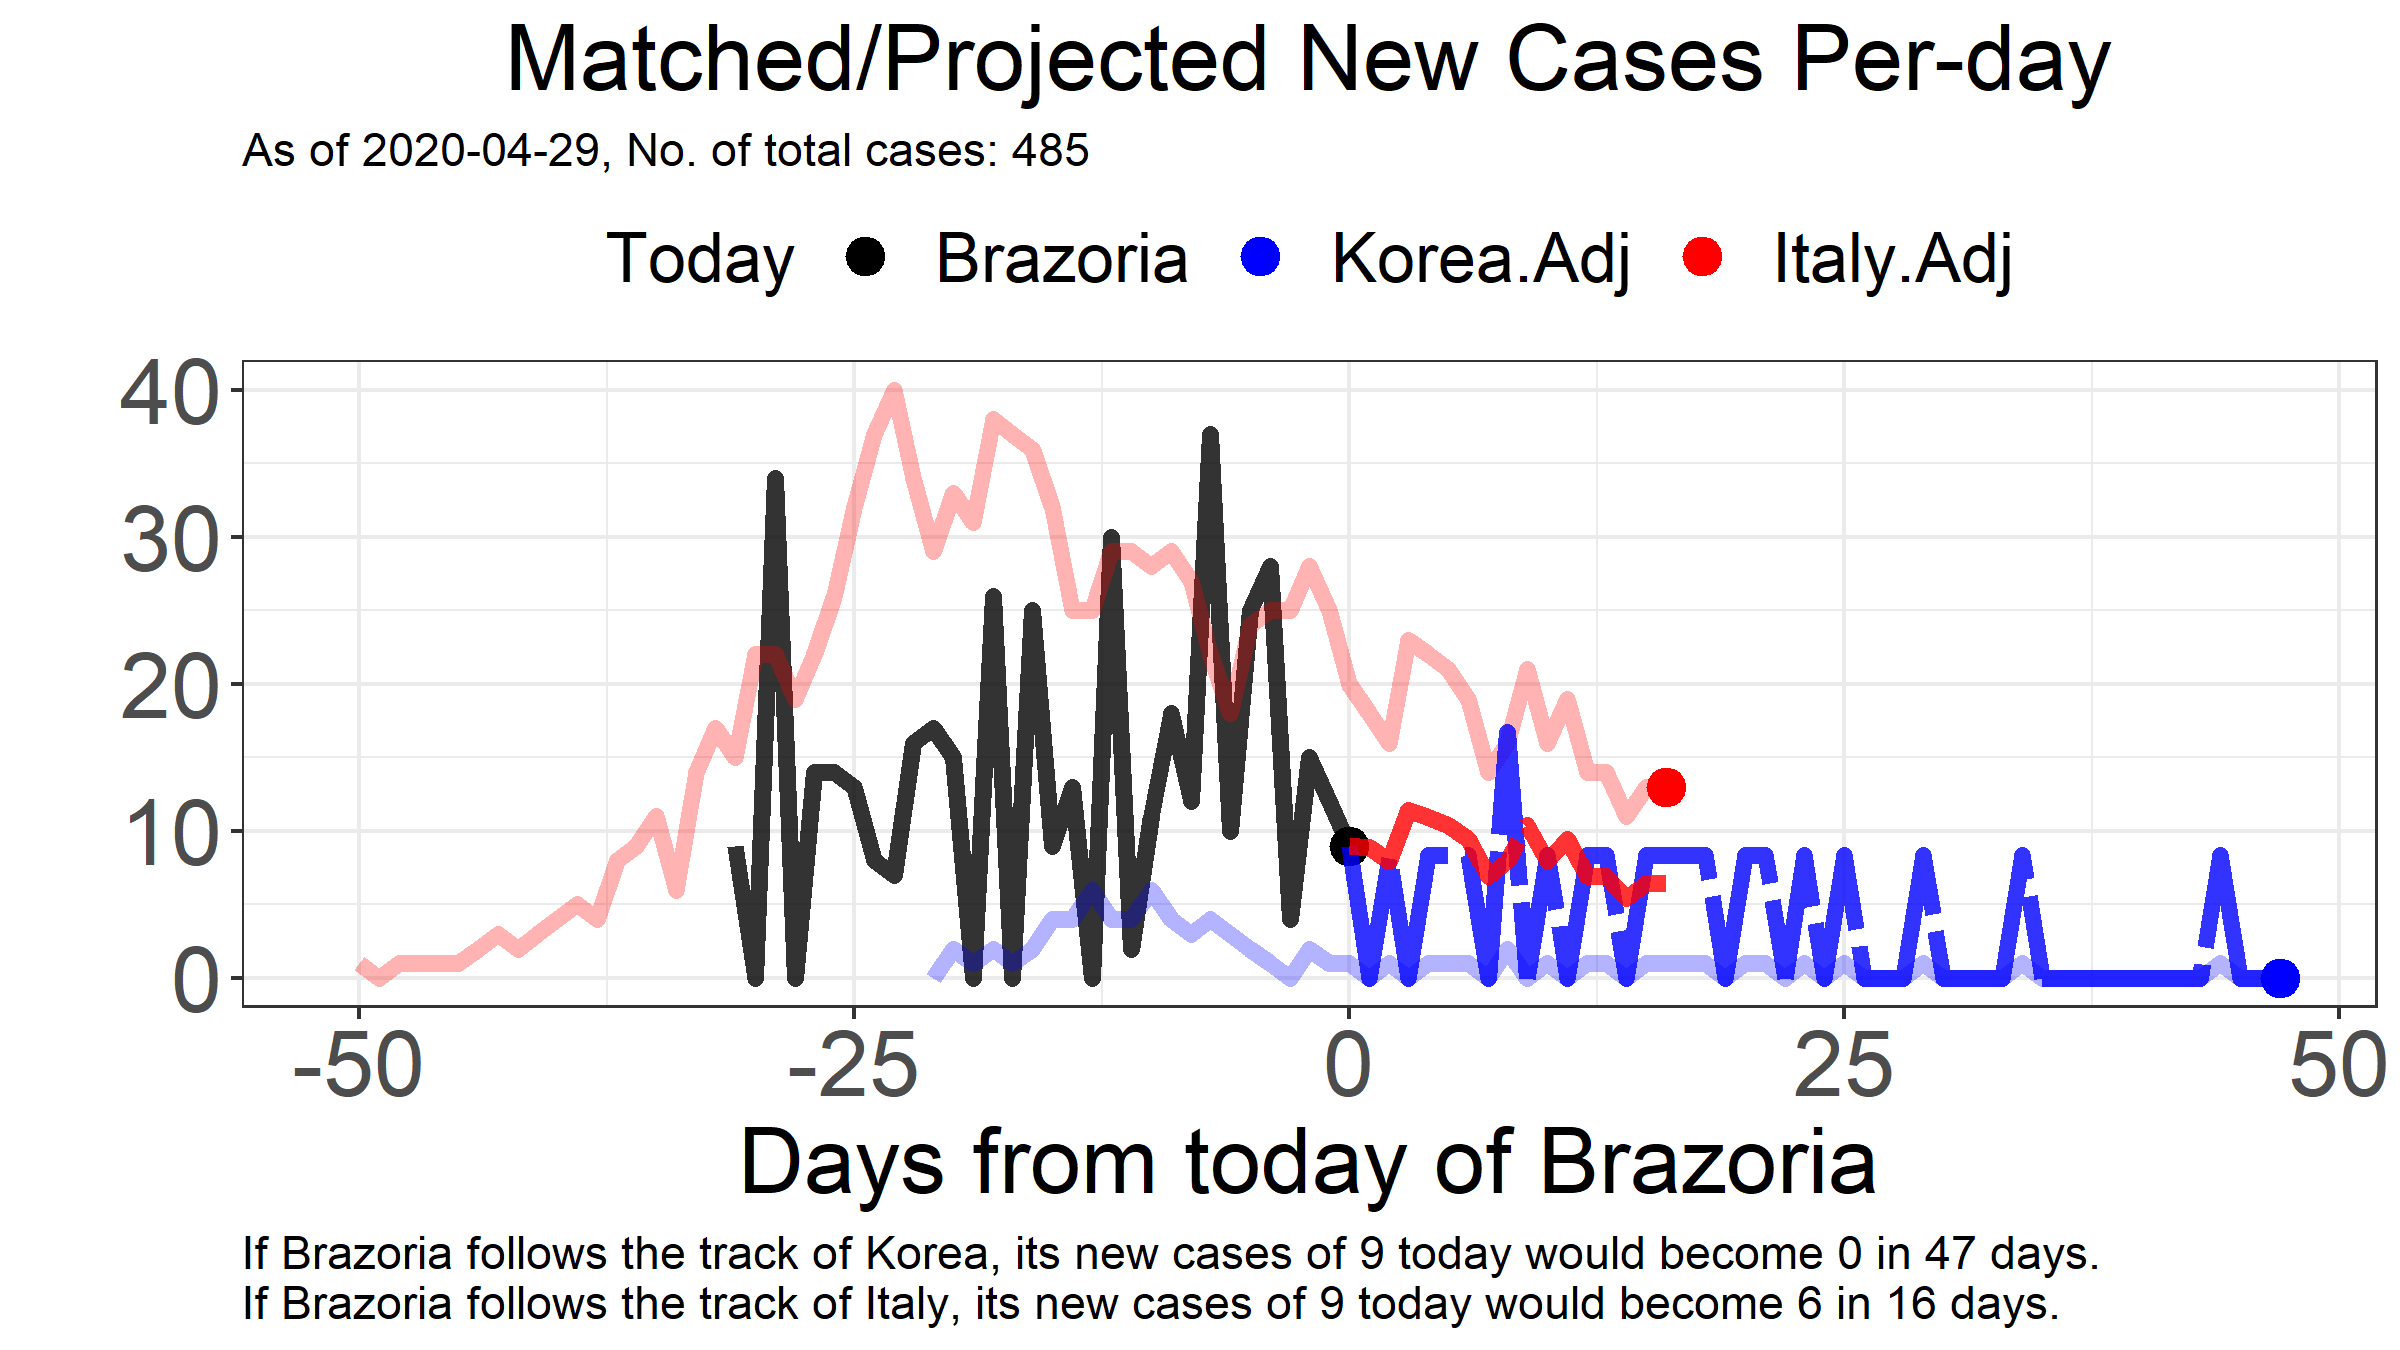 Matched/Projected New Cases Per-day
As of 2020-04-29, No. of total cases: 485
Today Brazoria Korea.Adj Italy.Adj
40
30
20
10
0
-50 -25 0 25 50
Days from today of Brazoria
If Brazoria follows the track of Korea, its new cases of 9 today would become 0 in 47 days.
If Brazoria follows the track of Italy, its new cases of 9 today would become 6 in 16 days.